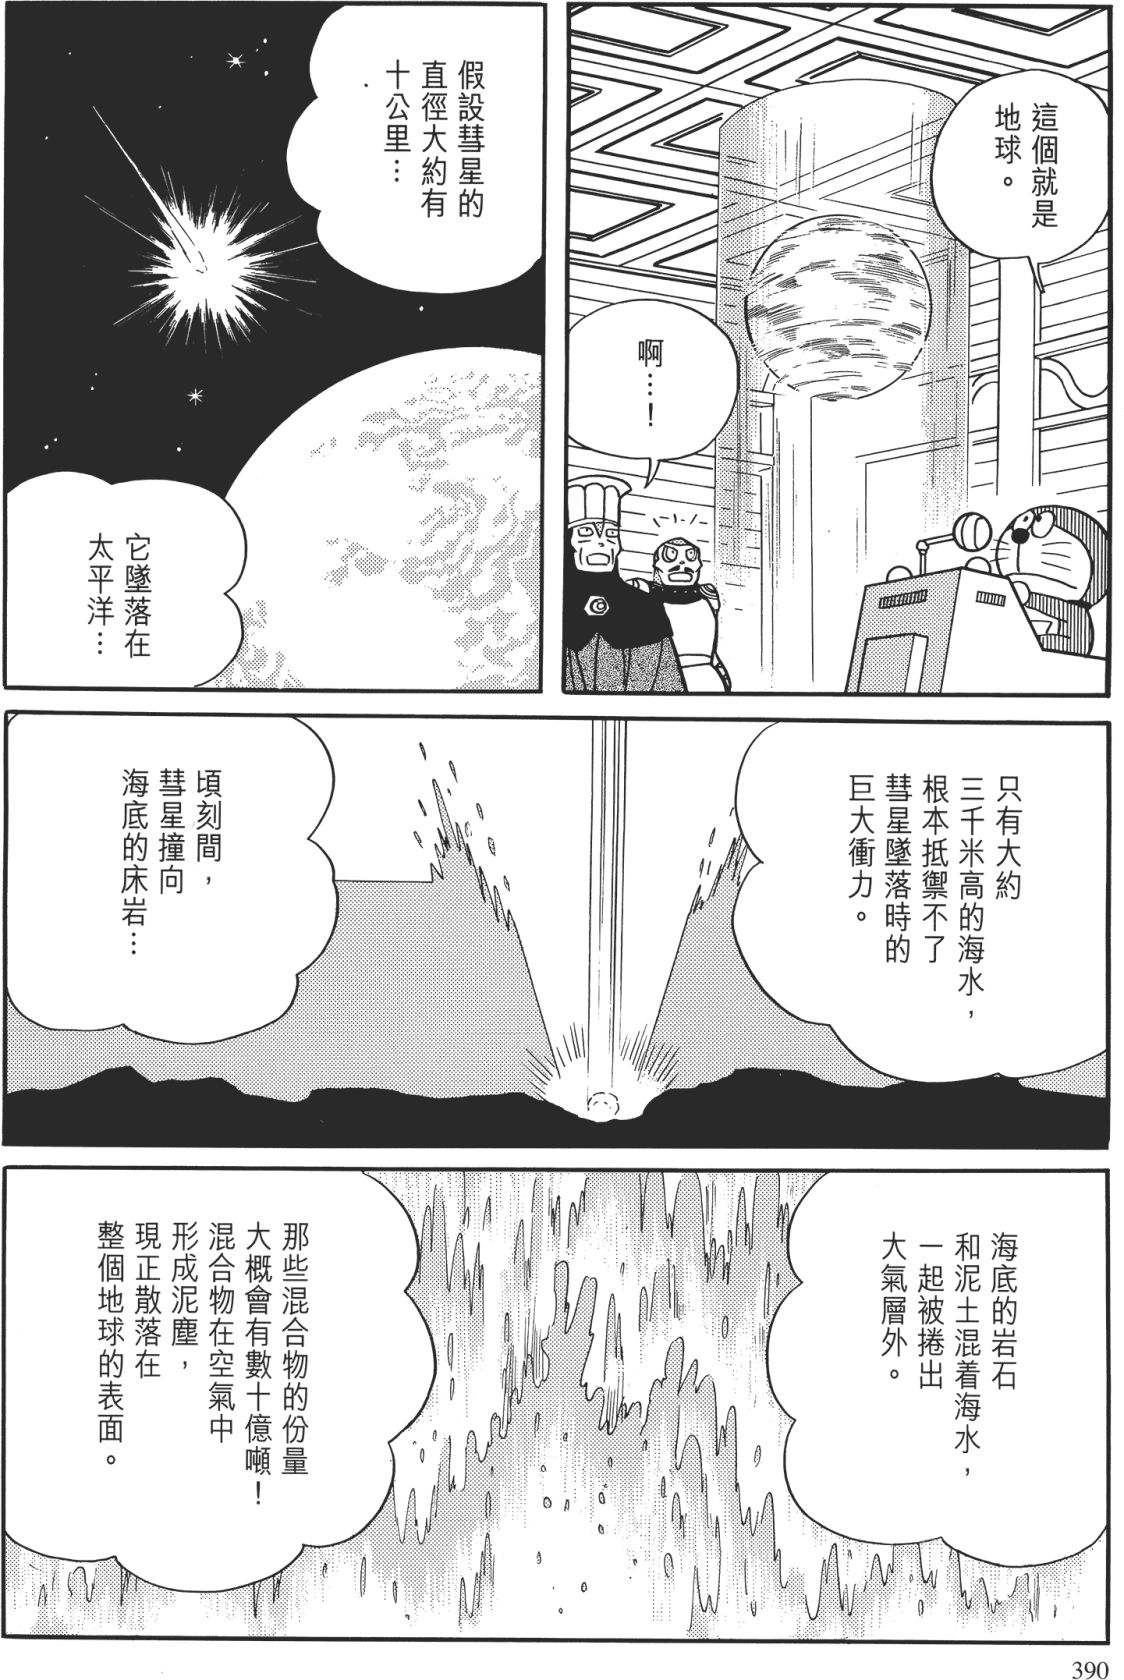 這個就是
地球。
啊…！
假設彗星的
直徑大約有
十公里…
它墜落在
太平洋…
只有大約
三千米高的海水，
根本抵禦不了
彗星墜落時的
巨大衝力。
頃刻間，
彗星撞向
海底的床岩…
海底的岩石
和泥土混着海水，
一起被捲出
大氣層外。
那些混合物的份量
大概會有數十億噸！
混合物在空氣中
形成泥塵，
現正散落在
整個地球的表面。
390